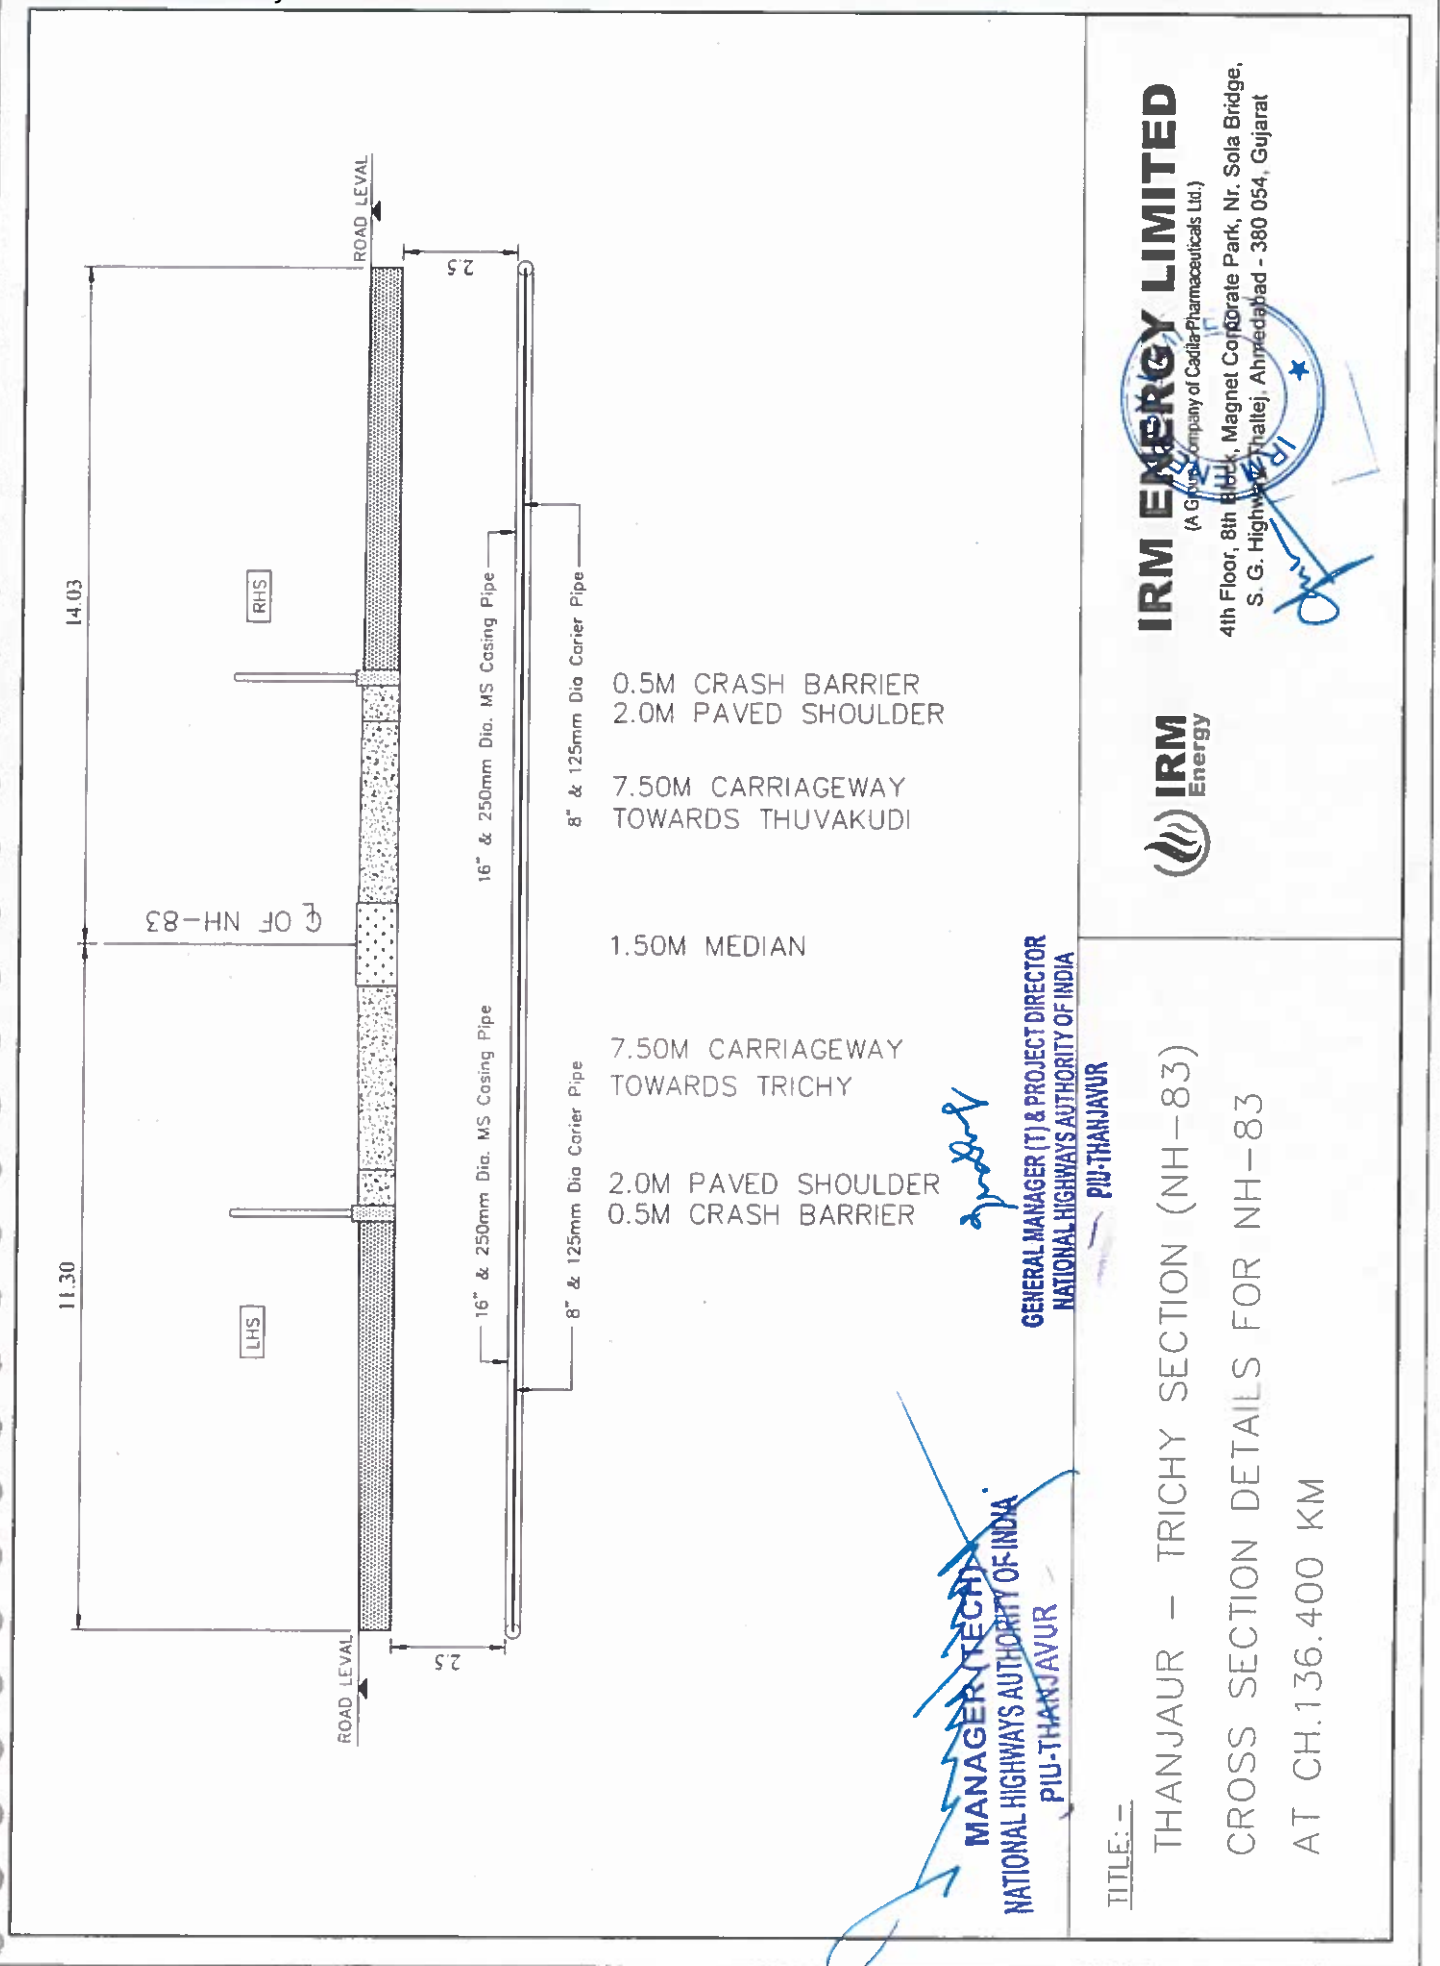 11.30
14.03
℄ OF NH-83
LHS
RHS
ROAD LEVAL
ROAD LEVAL
2.5
2.5
16" & 250mm Dia. MS Casing Pipe
16" & 250mm Dia. MS Casing Pipe
8" & 125mm Dia Carier Pipe
8" & 125mm Dia Carier Pipe
0.5M CRASH BARRIER
2.0M PAVED SHOULDER
7.50M CARRIAGEWAY
TOWARDS THUVAKUDI
1.50M MEDIAN
7.50M CARRIAGEWAY
TOWARDS TRICHY
2.0M PAVED SHOULDER
0.5M CRASH BARRIER
MANAGER (TECH)
NATIONAL HIGHWAYS AUTHORITY OF INDIA
PIU-THANJAVUR
GENERAL MANAGER (T) & PROJECT DIRECTOR
NATIONAL HIGHWAYS AUTHORITY OF INDIA
PIU-THANJAVUR
TITLE:-
THANJAUR - TRICHY SECTION (NH-83)
CROSS SECTION DETAILS FOR NH-83
AT CH.136.400 KM
IRM
Energy
IRM ENERGY LIMITED
(A Group Company of Cadila Pharmaceuticals Ltd.)
4th Floor, 8th Block, Magnet Corporate Park, Nr. Sola Bridge,
S. G. Highway, Thaltej, Ahmedabad - 380 054, Gujarat
IRM ENE